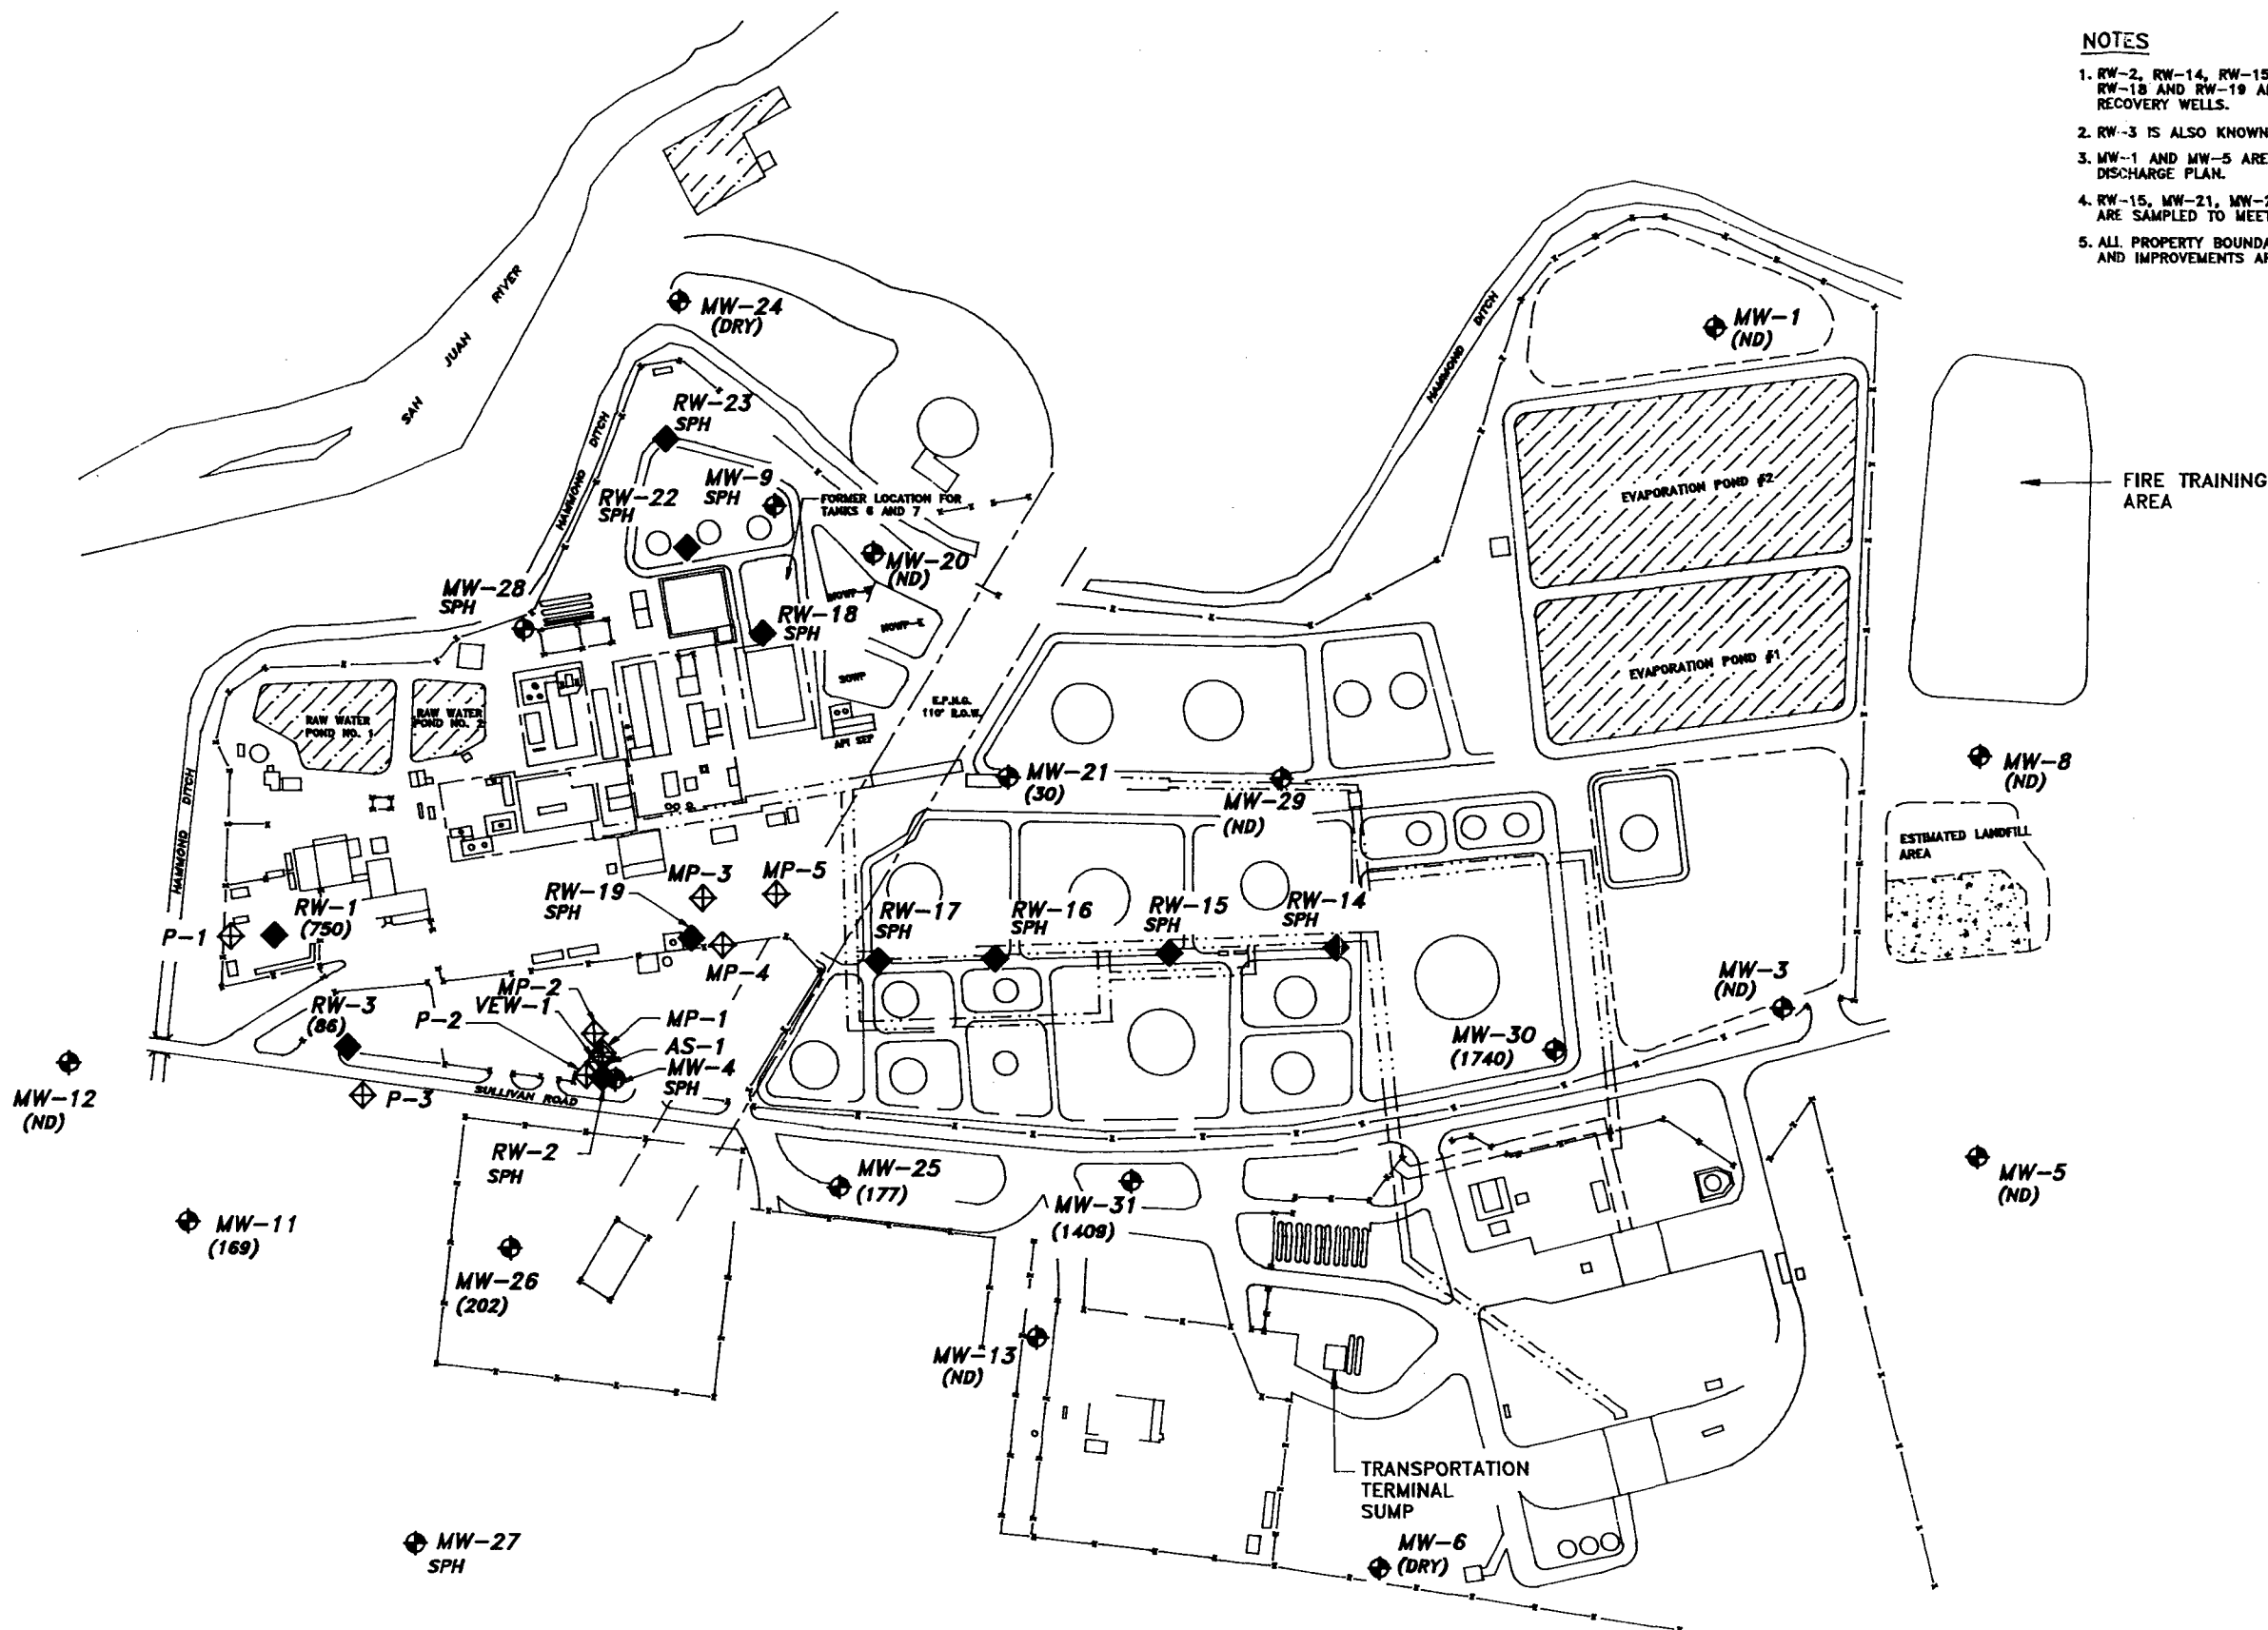 NOTES
1. RW-2, RW-14, RW-15
RW-18 AND RW-19 A
RECOVERY WELLS.
2. RW-3 IS ALSO KNOWN
3. MW-1 AND MW-5 ARE
DISCHARGE PLAN.
4. RW-15, MW-21, MW-2
ARE SAMPLED TO MEET
5. ALL PROPERTY BOUNDA
AND IMPROVEMENTS A
SAN JUAN RIVER
MW-24
(DRY)
HAMMOND DITCH
MW-1
(ND)
HAMMOND DITCH
RW-23
SPH
MW-9
SPH
RW-22
SPH
FORMER LOCATION FOR
TANKS 6 AND 7
EVAPORATION POND #2
FIRE TRAINING
AREA
MW-20
(ND)
MW-28
SPH
RW-18
SPH
NOWP-E
SOWP
EVAPORATION POND #1
RAW WATER
POND NO. 1
RAW WATER
POND NO. 2
E.P.N.G.
110' R.O.W.
API SEP
HAMMOND DITCH
MW-21
(30)
MW-29
(ND)
MW-8
(ND)
ESTIMATED LANDFILL
AREA
MP-3
MP-5
RW-19
SPH
RW-1
(750)
P-1
RW-17
SPH
RW-16
SPH
RW-15
SPH
RW-14
SPH
MP-4
MW-3
(ND)
MP-2
VEW-1
RW-3
(86)
P-2
MP-1
AS-1
MW-4
SPH
MW-30
(1740)
MW-12
(ND)
P-3
SULLIVAN ROAD
RW-2
SPH
MW-25
(177)
MW-31
(1409)
MW-5
(ND)
MW-11
(169)
MW-26
(202)
MW-13
(ND)
TRANSPORTATION
TERMINAL
SUMP
MW-27
SPH
MW-6
(DRY)